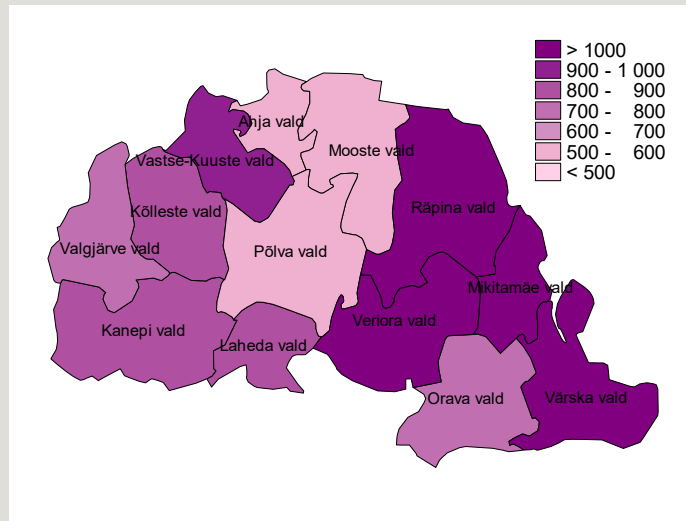 > 1000
900 - 1 000
800 - 900
700 - 800
600 - 700
500 - 600
< 500
Ahja vald
Mooste vald
Vastse-Kuuste vald
Kõlleste vald
Räpina vald
Valgjärve vald
Põlva vald
Mikitamäe vald
Kanepi vald
Veriora vald
Laheda vald
Orava vald
Värska vald